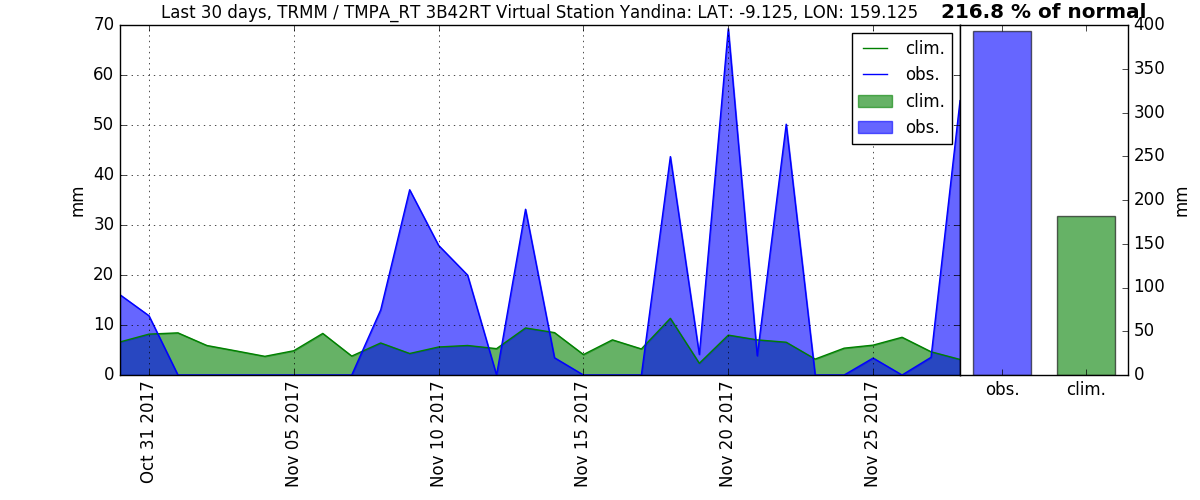 Last 30 days, TRMM / TMPA_RT 3B42RT Virtual Station Yandina: LAT: -9.125, LON: 159.125
216.8 % of normal
70
60
50
40
30
20
10
0
mm
clim.
obs.
clim.
obs.
Oct 31 2017
Nov 05 2017
Nov 10 2017
Nov 15 2017
Nov 20 2017
Nov 25 2017
400
350
300
250
200
150
100
50
0
mm
obs.
clim.